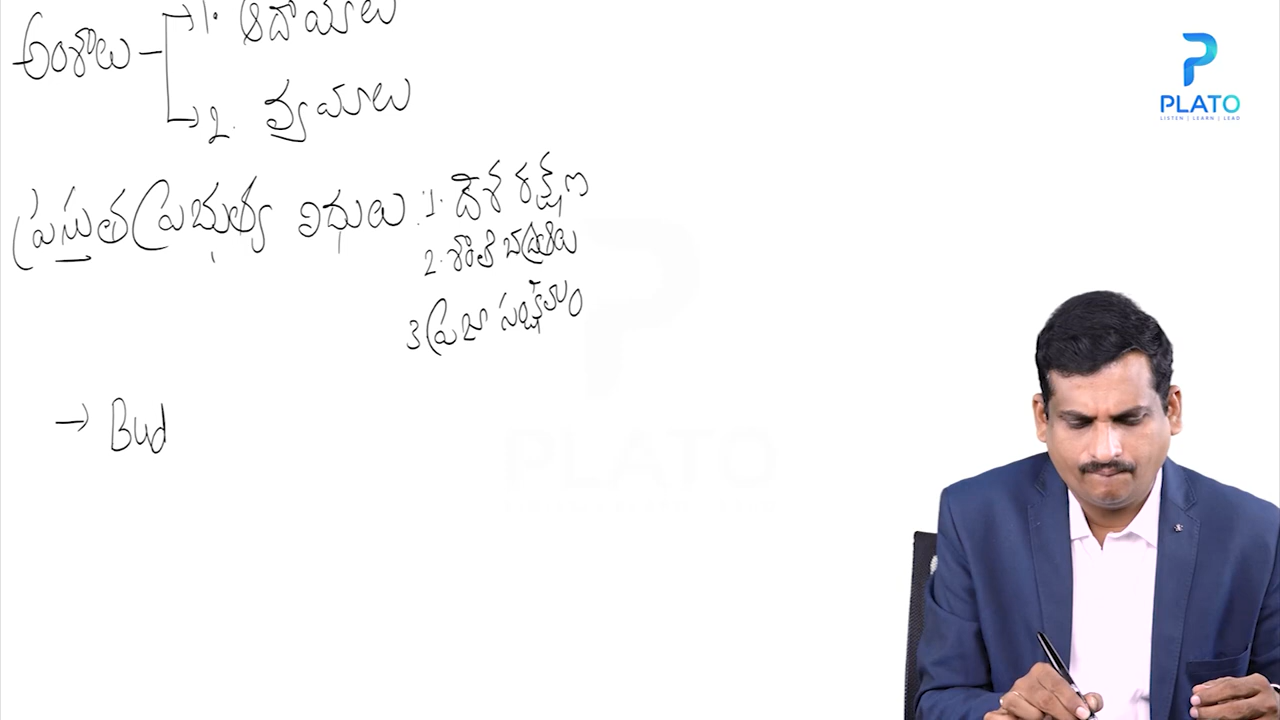 అంశాలు
1. ఆదాయాలు
2. వ్యయాలు
ప్రస్తుత ప్రభుత్వ విధులు : 1. దేశ రక్షణ
2. శాంతి భద్రతలు
3 ప్రజా సంక్షేమం
→ Bud
PLATO
LISTEN | LEARN | LEAD
PLATO